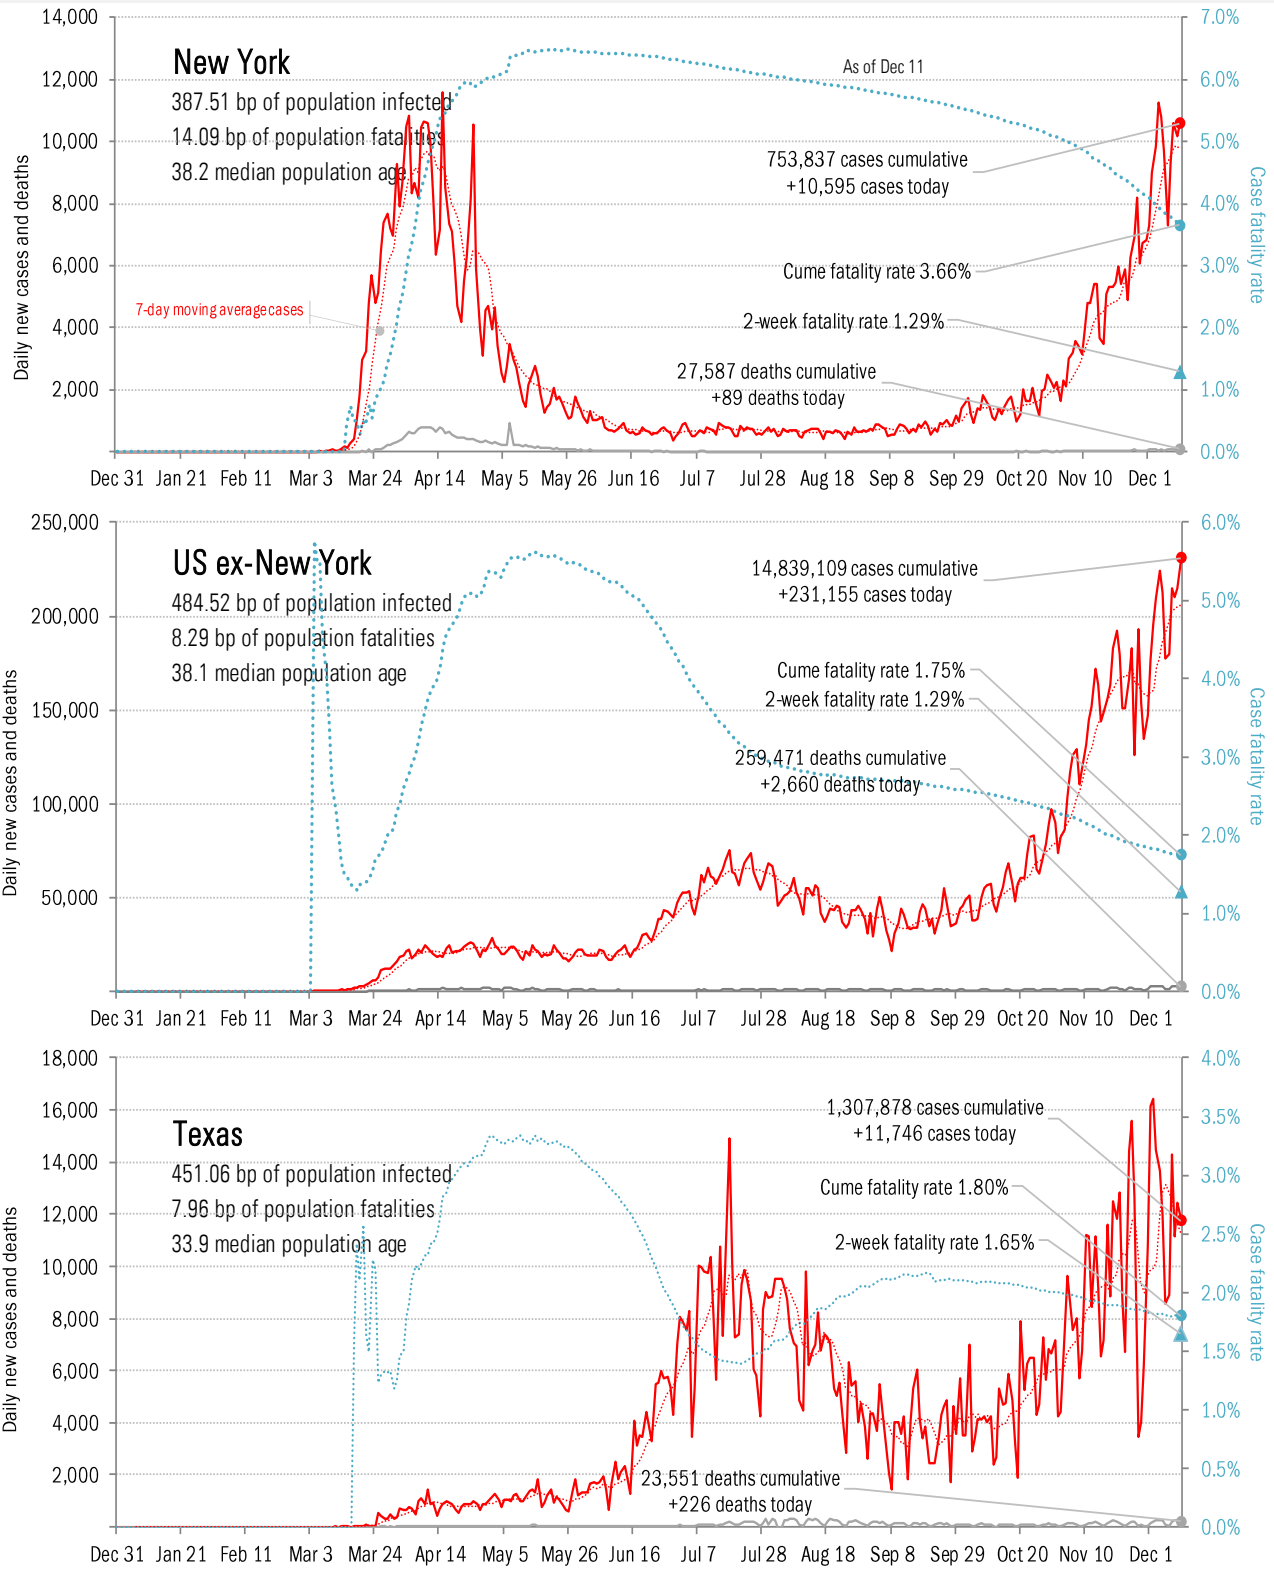 14,000
7.0%
New York
As of Dec 11
12,000
6.0%
387.51 bp of population infected
14.09 bp of population fatalities
10,000
5.0%
38.2 median population age
753,837 cases cumulative
+10,595 cases today
8,000
4.0%
6,000
3.0%
Cume fatality rate 3.66%
7-day moving average cases
4,000
2.0%
2-week fatality rate 1.29%
2,000
1.0%
27,587 deaths cumulative
+89 deaths today
0.0%
Daily new cases and deaths
Case fatality rate
Dec 31 Jan 21 Feb 11 Mar 3 Mar 24 Apr 14 May 5 May 26 Jun 16 Jul 7 Jul 28 Aug 18 Sep 8 Sep 29 Oct 20 Nov 10 Dec 1
250,000
6.0%
US ex-New York
484.52 bp of population infected
8.29 bp of population fatalities
38.1 median population age
14,839,109 cases cumulative
+231,155 cases today
200,000
5.0%
Cume fatality rate 1.75%
2-week fatality rate 1.29%
4.0%
150,000
3.0%
259,471 deaths cumulative
+2,660 deaths today
100,000
2.0%
50,000
1.0%
0.0%
Daily new cases and deaths
Case fatality rate
Dec 31 Jan 21 Feb 11 Mar 3 Mar 24 Apr 14 May 5 May 26 Jun 16 Jul 7 Jul 28 Aug 18 Sep 8 Sep 29 Oct 20 Nov 10 Dec 1
18,000
4.0%
16,000
3.5%
Texas
451.06 bp of population infected
7.96 bp of population fatalities
33.9 median population age
1,307,878 cases cumulative
+11,746 cases today
14,000
3.0%
Cume fatality rate 1.80%
12,000
2.5%
2-week fatality rate 1.65%
10,000
2.0%
8,000
1.5%
6,000
1.0%
4,000
0.5%
2,000
0.0%
23,551 deaths cumulative
+226 deaths today
Daily new cases and deaths
Case fatality rate
Dec 31 Jan 21 Feb 11 Mar 3 Mar 24 Apr 14 May 5 May 26 Jun 16 Jul 7 Jul 28 Aug 18 Sep 8 Sep 29 Oct 20 Nov 10 Dec 1